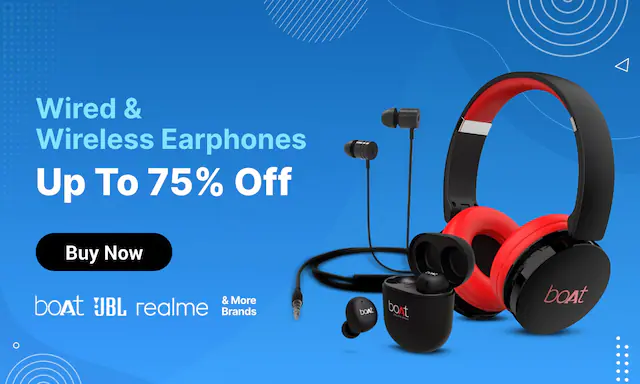 Wired &
Wireless Earphones
Up To 75% Off
Buy Now
boAt JBL realme & More
Brands
boAt
boAt
boAt